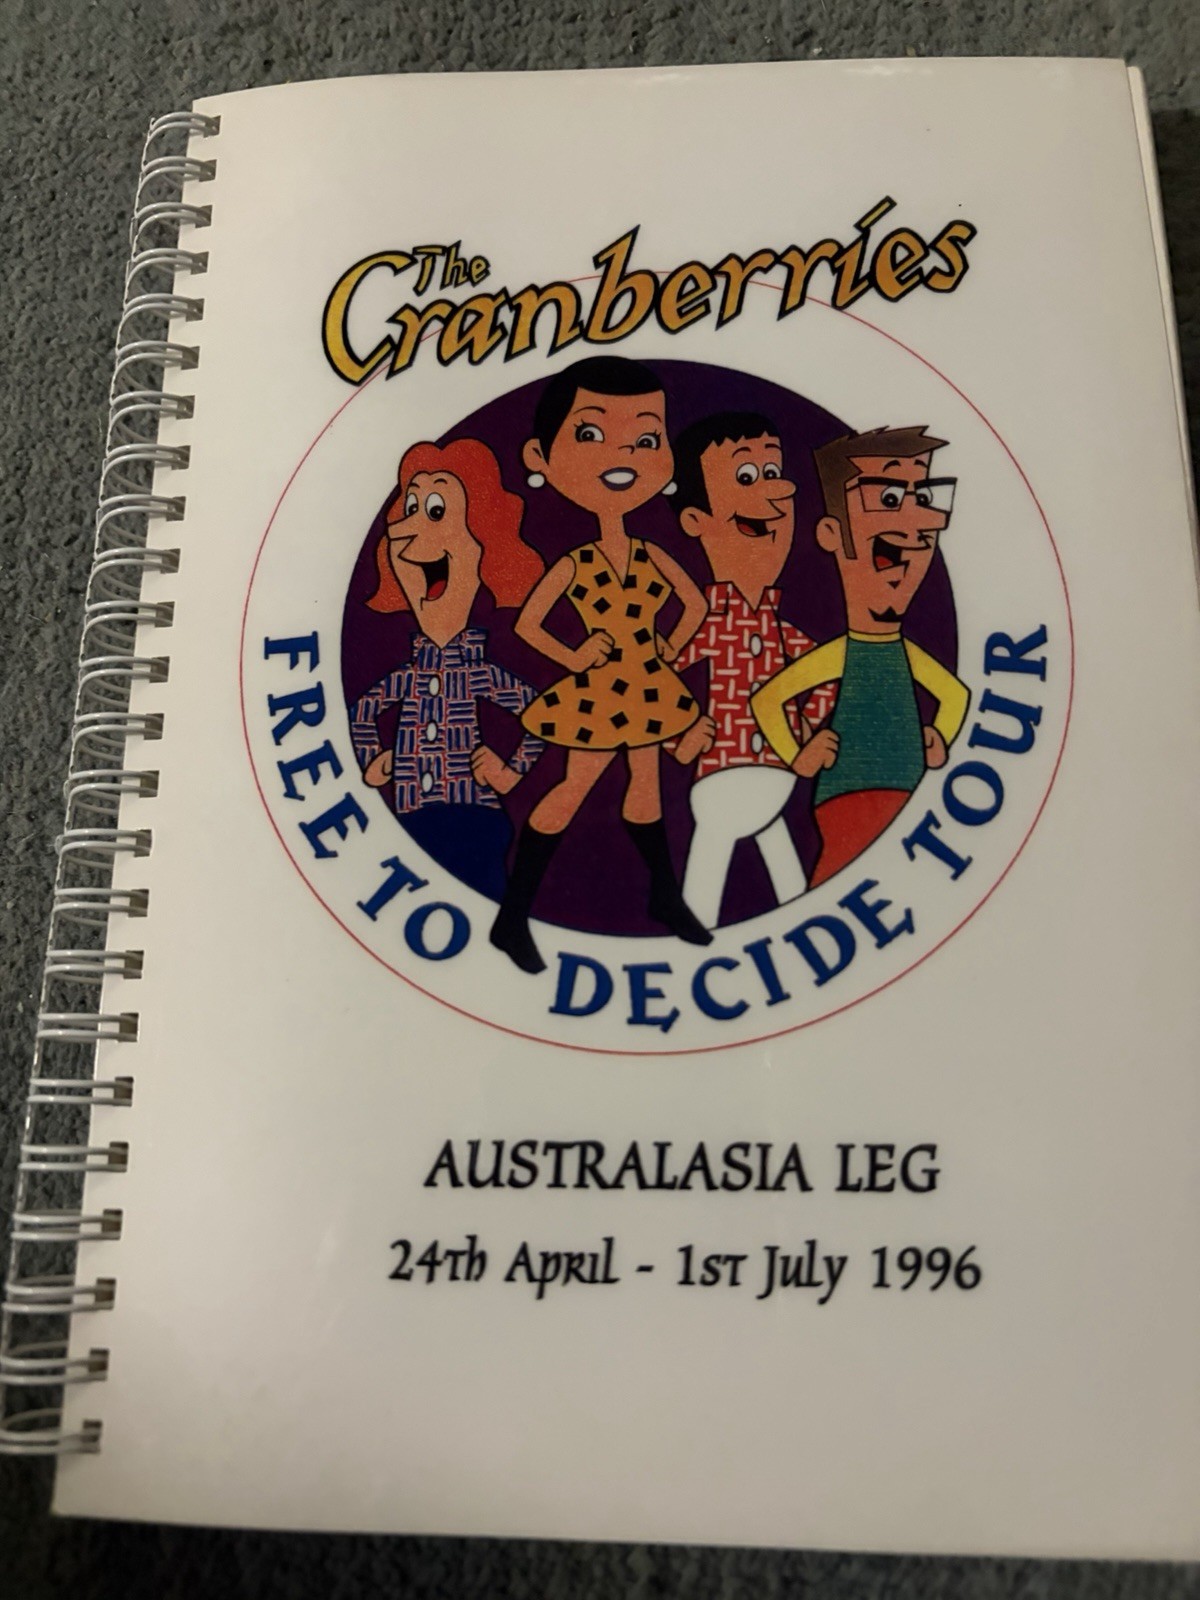 The
Cranberries
FREE TO DECIDE TOUR
AUSTRALASIA LEG
24Th April - 1ST July 1996